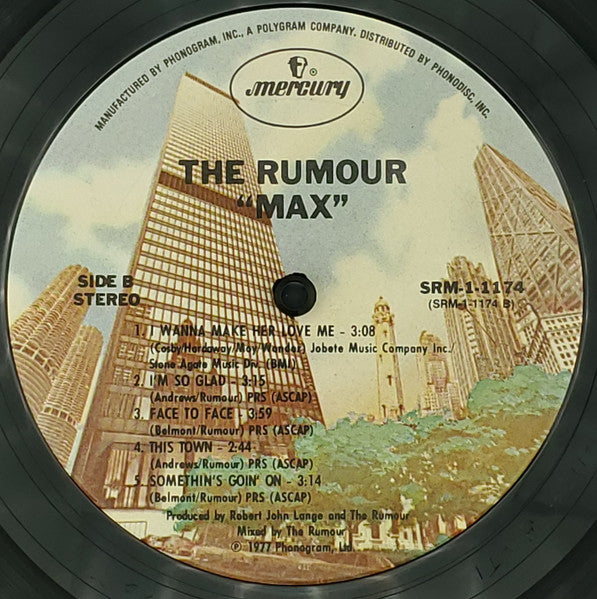 MANUFACTURED BY PHONOGRAM, INC., A POLYGRAM COMPANY. DISTRIBUTED BY PHONODISC, INC.
mercury®
THE RUMOUR
"MAX"
SIDE B
STEREO
SRM-1-1174
(SRM-1-1174 B)
1. I WANNA MAKE HER LOVE ME - 3:08
(Cosby/Hardaway/Moy/Wonder) Jobete Music Company Inc./
Stone Agate Music Div. (BMI)
2. I'M SO GLAD - 3:15
(Andrews/Rumour) PRS (ASCAP)
3. FACE TO FACE - 3:59
(Belmont/Rumour) PRS (ASCAP)
4. THIS TOWN - 2:44
(Andrews/Rumour) PRS (ASCAP)
5. SOMETHIN'S GOIN' ON - 3:14
(Belmont/Rumour) PRS (ASCAP)
Produced by Robert John Lange and The Rumour
Mixed by The Rumour
℗ 1977 Phonogram, Ltd.